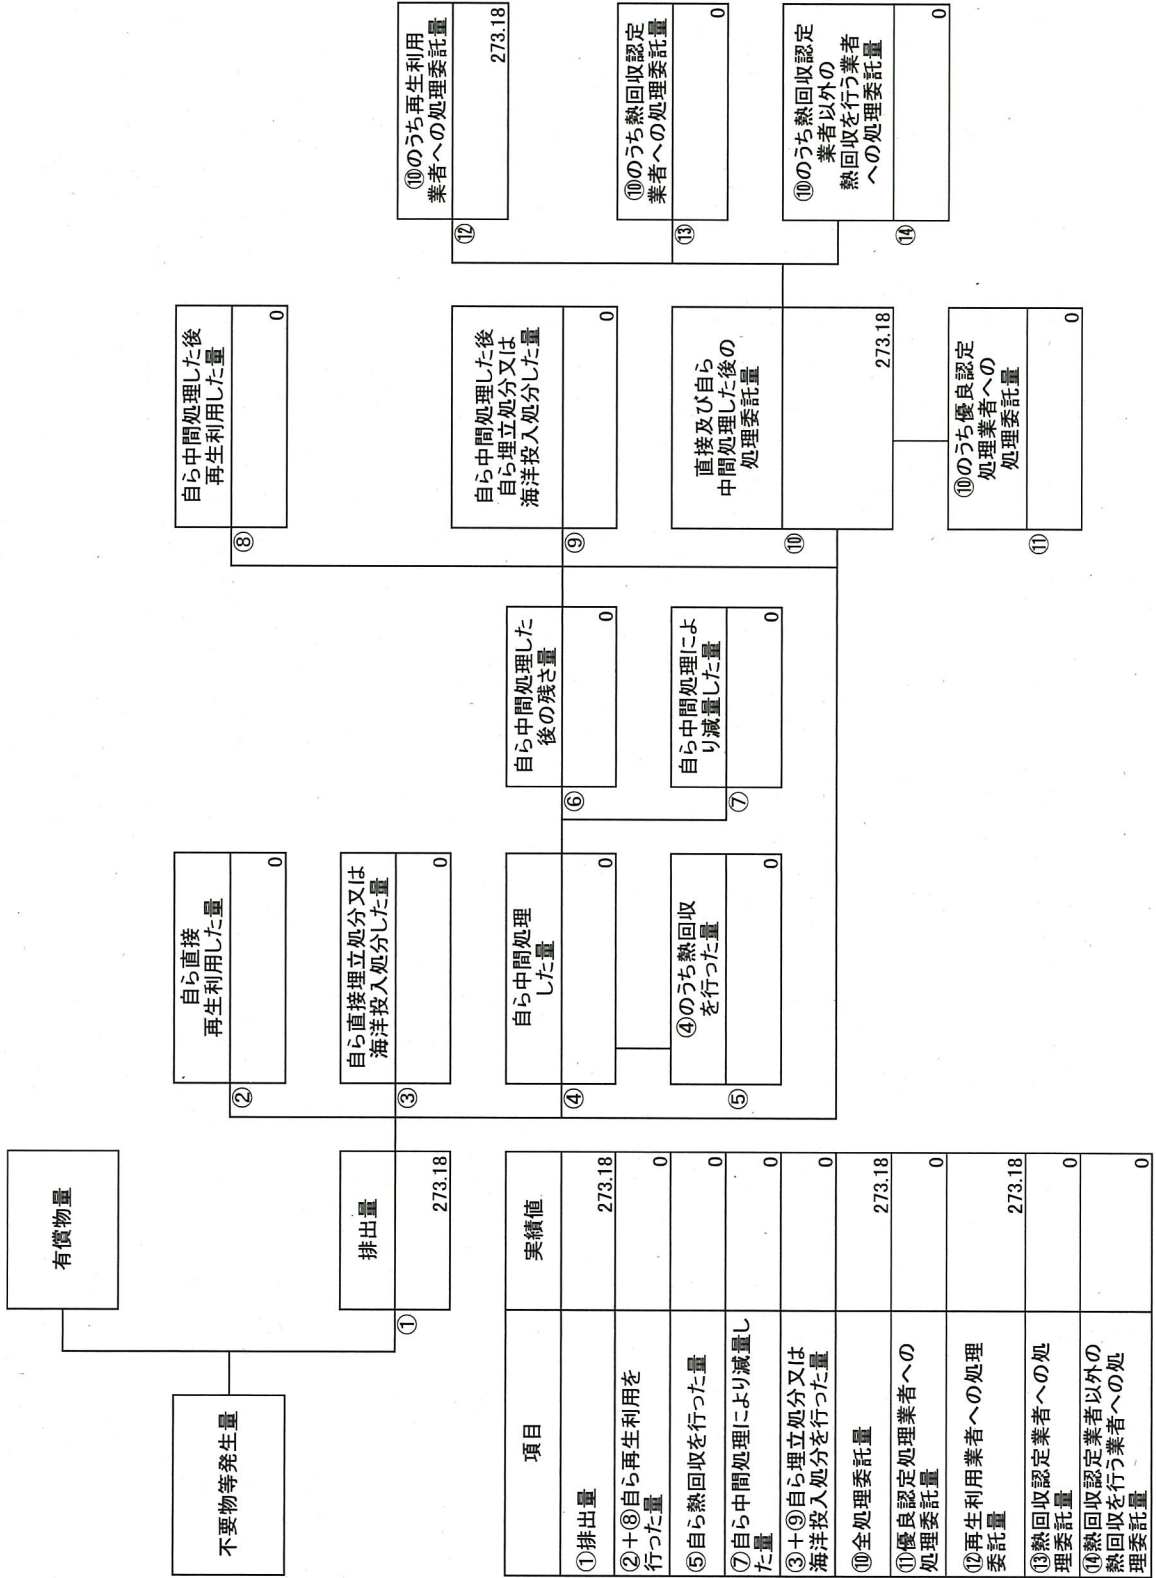 不要物等発生量
有償物量
①
排出量
273.18
②
自ら直接
再生利用した量
0
③
自ら直接埋立処分又は
海洋投入処分した量
0
④
自ら中間処理
した量
0
⑤
④のうち熱回収
を行った量
0
⑥
自ら中間処理した
後の残さ量
0
⑦
自ら中間処理によ
り減量した量
0
⑧
自ら中間処理した後
再生利用した量
0
⑨
自ら中間処理した後
自ら埋立処分又は
海洋投入処分した量
0
⑩
直接及び自ら
中間処理した後の
処理委託量
273.18
⑪
⑩のうち優良認定
処理業者への
処理委託量
0
⑫
⑩のうち再生利用
業者への処理委託量
273.18
⑬
⑩のうち熱回収認定
業者への処理委託量
0
⑭
⑩のうち熱回収認定
業者以外の
熱回収を行う業者
への処理委託量
0
項目 実績値
①排出量 273.18
②+⑧自ら再生利用を
行った量 0
⑤自ら熱回収を行った量 0
⑦自ら中間処理により減量し
た量 0
③+⑨自ら埋立処分又は
海洋投入処分を行った量 0
⑩全処理委託量 273.18
⑪優良認定処理業者への
処理委託量 0
⑫再生利用業者への処理
委託量 273.18
⑬熱回収認定業者への処
理委託量 0
⑭熱回収認定業者以外の
熱回収を行う業者への処
理委託量 0